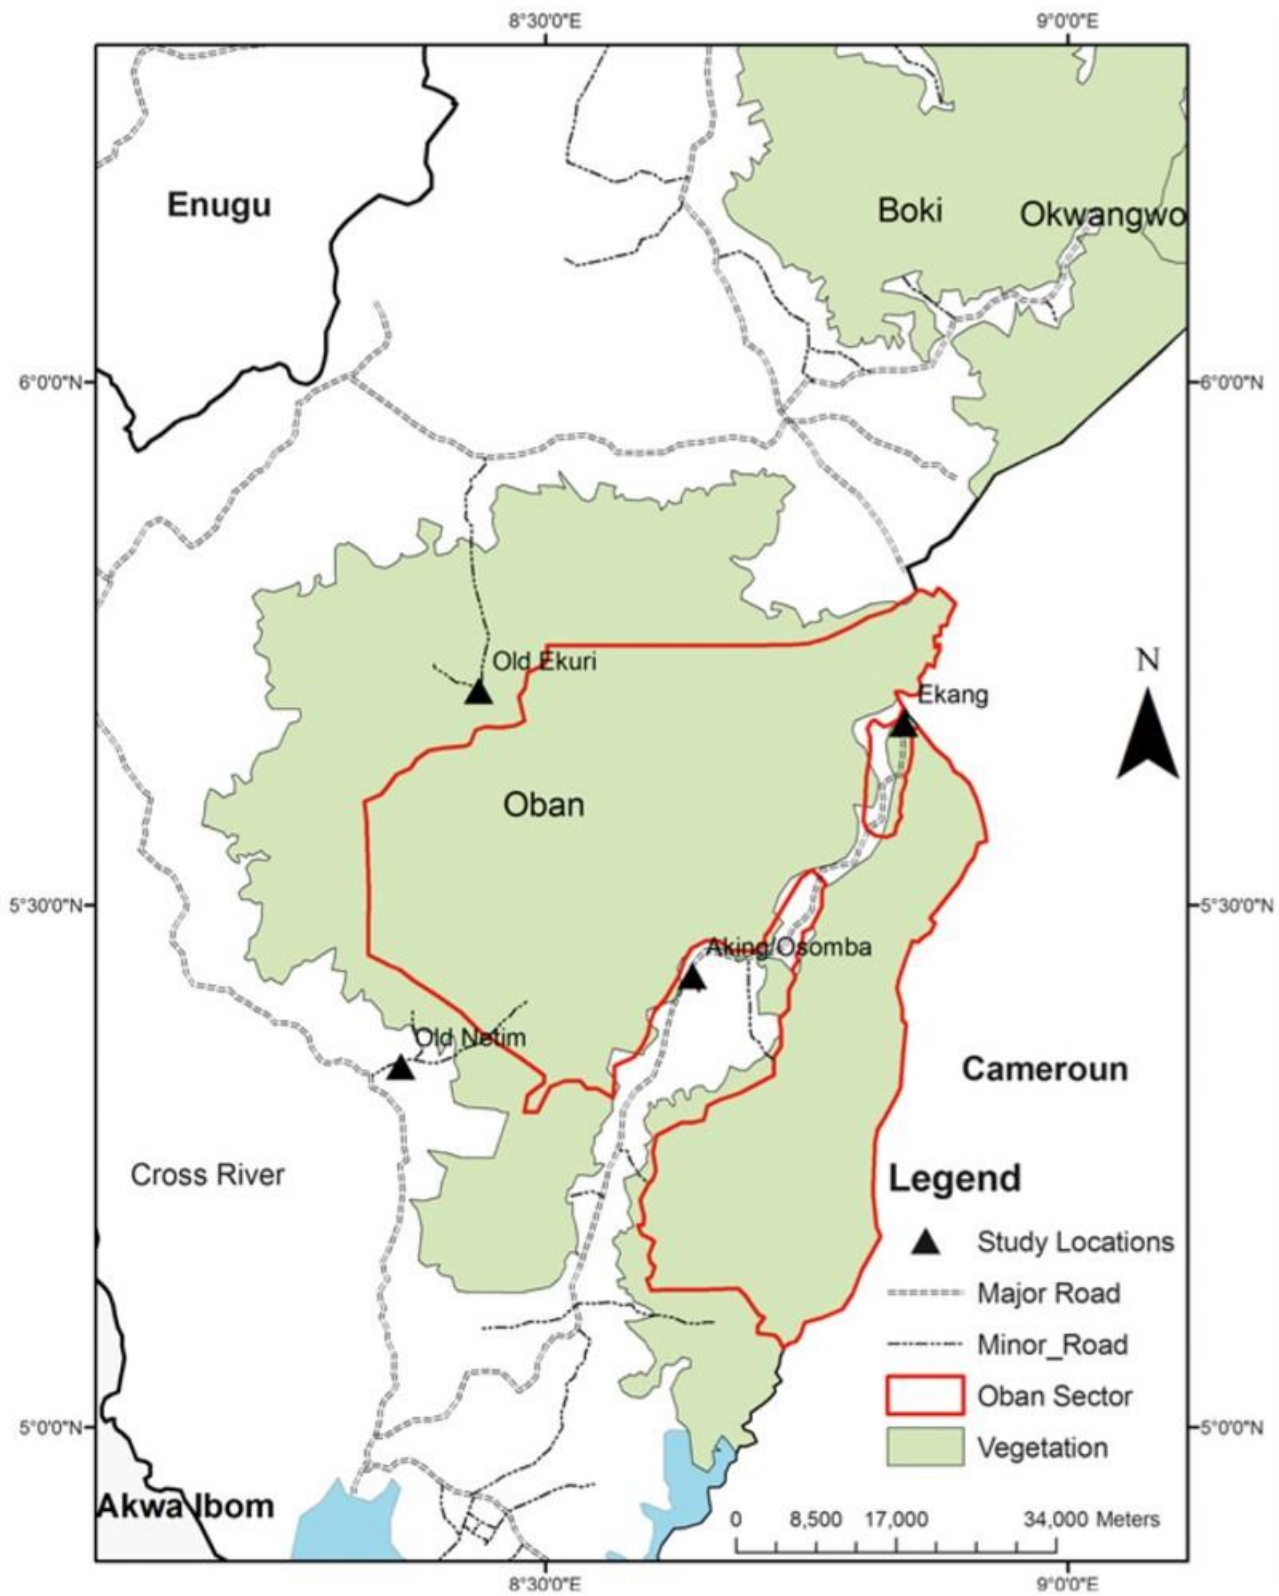 8°30'0"E
9°0'0"E
Enugu
Boki
Okwangwo
6°0'0"N
6°0'0"N
Old Ekuri
N
Ekang
Oban
5°30'0"N
5°30'0"N
Aking/Osomba
Old Netim
Cameroun
Cross River
Legend
Study Locations
Major Road
Minor_Road
Oban Sector
Vegetation
5°0'0"N
5°0'0"N
Akwa Ibom
0 8,500 17,000 34,000 Meters
8°30'0"E
9°0'0"E